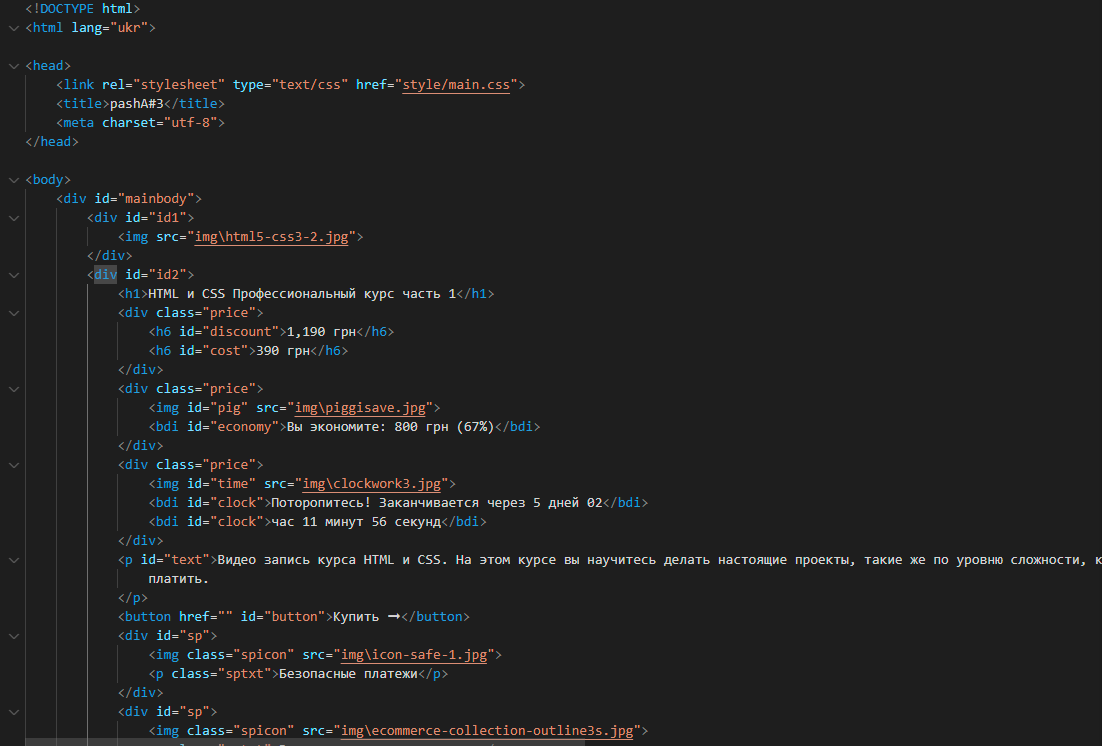 <!DOCTYPE html>
<html lang="ukr">
<head>
<link rel="stylesheet" type="text/css" href="style/main.css">
<title>pashA#3</title>
<meta charset="utf-8">
</head>
<body>
<div id="mainbody">
<div id="id1">
<img src="img\html5-css3-2.jpg">
</div>
<div id="id2">
<h1>HTML и CSS Профессиональный курс часть 1</h1>
<div class="price">
<h6 id="discount">1,190 грн</h6>
<h6 id="cost">390 грн</h6>
</div>
<div class="price">
<img id="pig" src="img\piggisave.jpg">
<bdi id="economy">Вы экономите: 800 грн (67%)</bdi>
</div>
<div class="price">
<img id="time" src="img\clockwork3.jpg">
<bdi id="clock">Поторопитесь! Заканчивается через 5 дней 02</bdi>
<bdi id="clock">час 11 минут 56 секунд</bdi>
</div>
<p id="text">Видео запись курса HTML и CSS. На этом курсе вы научитесь делать настоящие проекты, такие же по уровню сложности, к
платить.
</p>
<button href="" id="button">Купить ➞</button>
<div id="sp">
<img class="spicon" src="img\icon-safe-1.jpg">
<p class="sptxt">Безопасные платежи</p>
</div>
<div id="sp">
<img class="spicon" src="img\ecommerce-collection-outline3s.jpg">